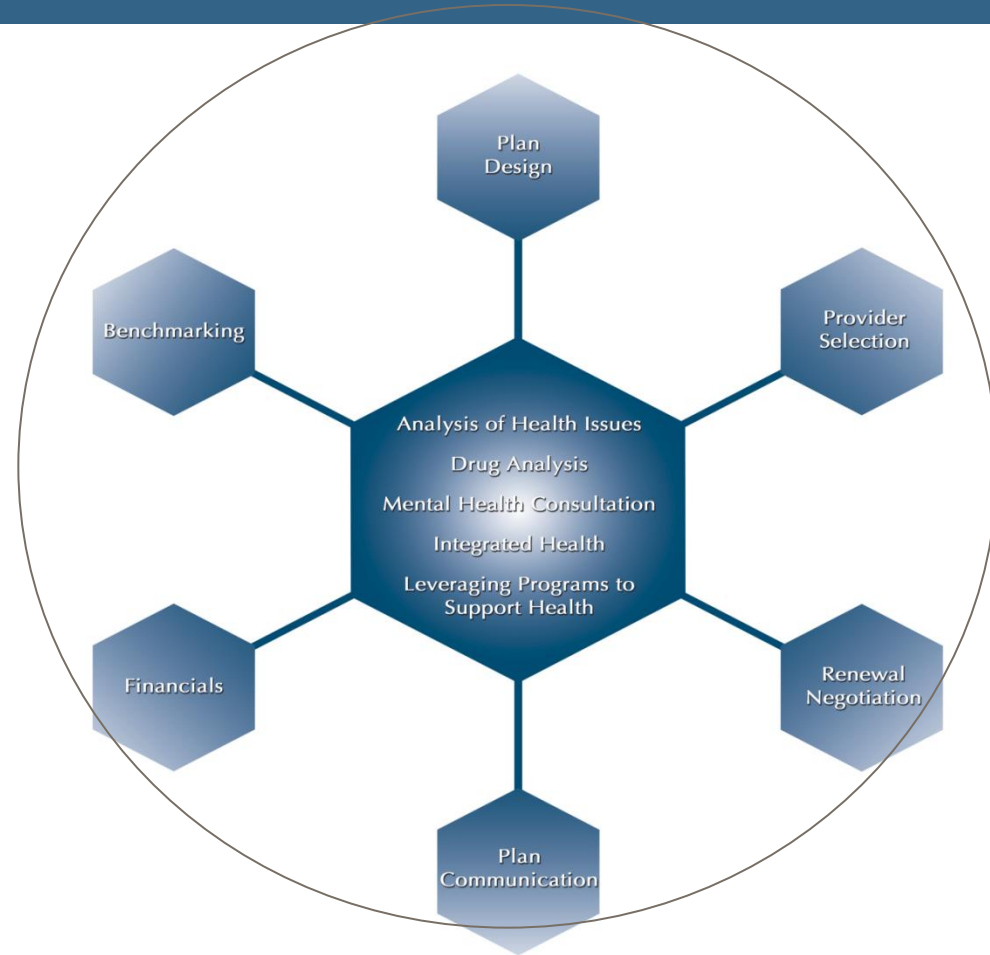 Plan
Design
Benchmarking
Provider
Selection
Analysis of Health Issues
Drug Analysis
Mental Health Consultation
Integrated Health
Leveraging Programs to
Support Health
Financials
Renewal
Negotiation
Plan
Communication